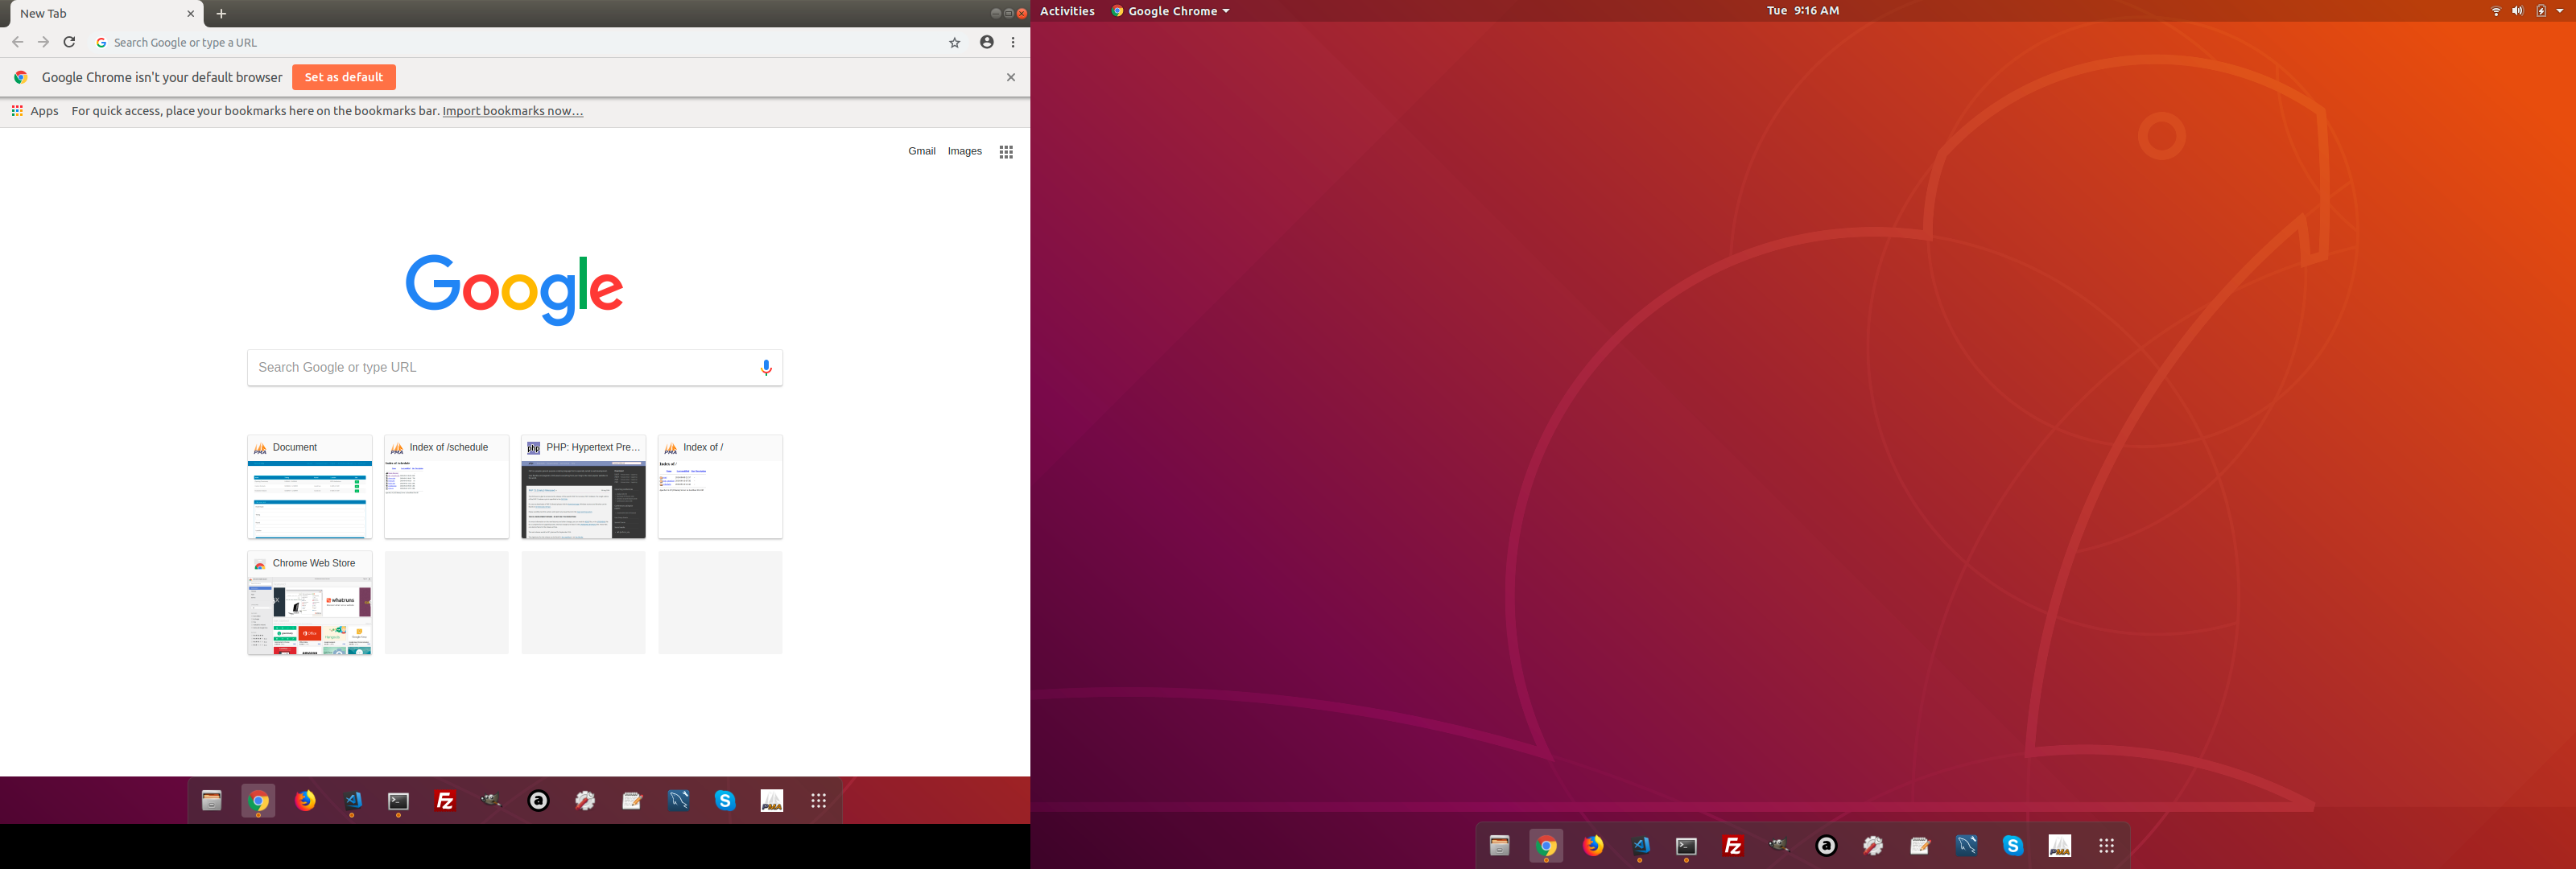 New Tab
Search Google or type a URL
Google Chrome isn't your default browser Set as default
Apps For quick access, place your bookmarks here on the bookmarks bar. Import bookmarks now…
Gmail Images
Google
Search Google or type URL
Document Index of /schedule PHP: Hypertext Pre… Index of /
Chrome Web Store
whatruns
Activities Google Chrome Tue 9:16 AM